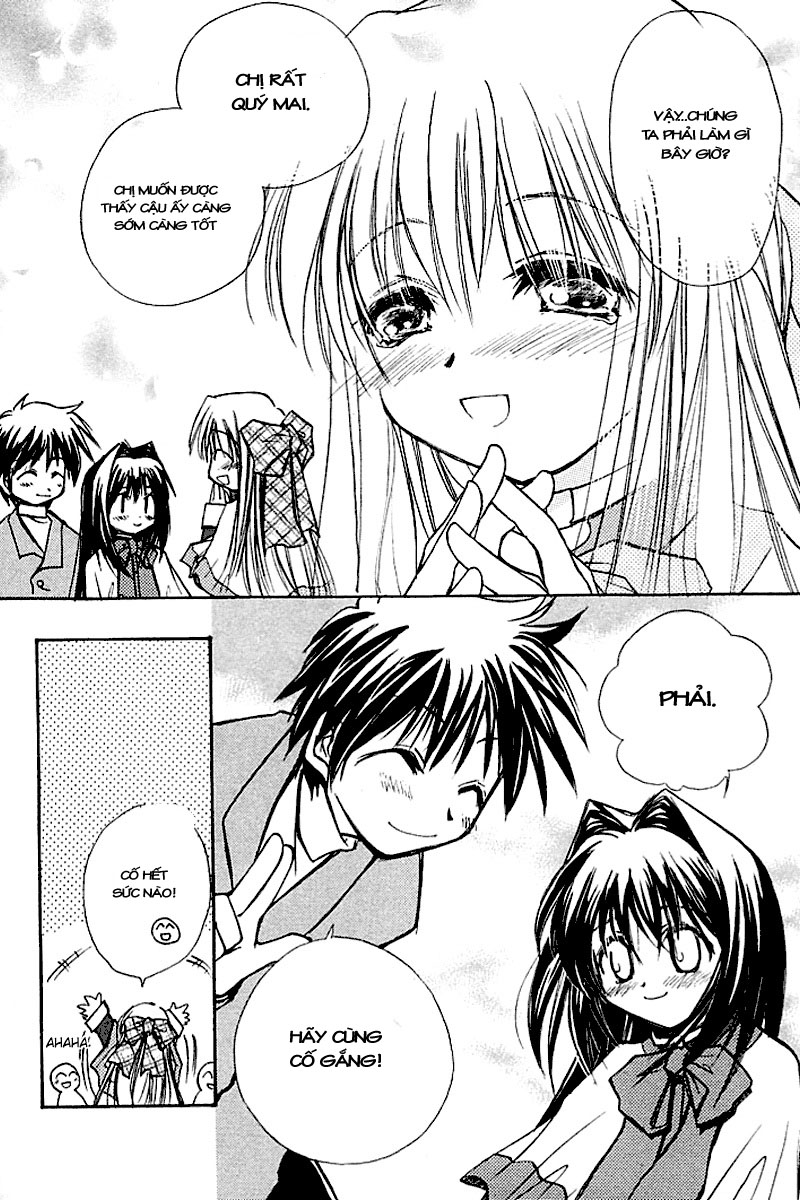 VẬY...CHÚNG
TA PHẢI LÀM GÌ
BÂY GIỜ?
CHỊ RẤT
QUÝ MAI.
CHỊ MUỐN ĐƯỢC
THẤY CẬU ẤY CÀNG
SỚM CÀNG TỐT
PHẢI.
HÃY CÙNG
CỐ GẮNG!
CỐ HẾT
SỨC NÀO!
AHAHÁ!